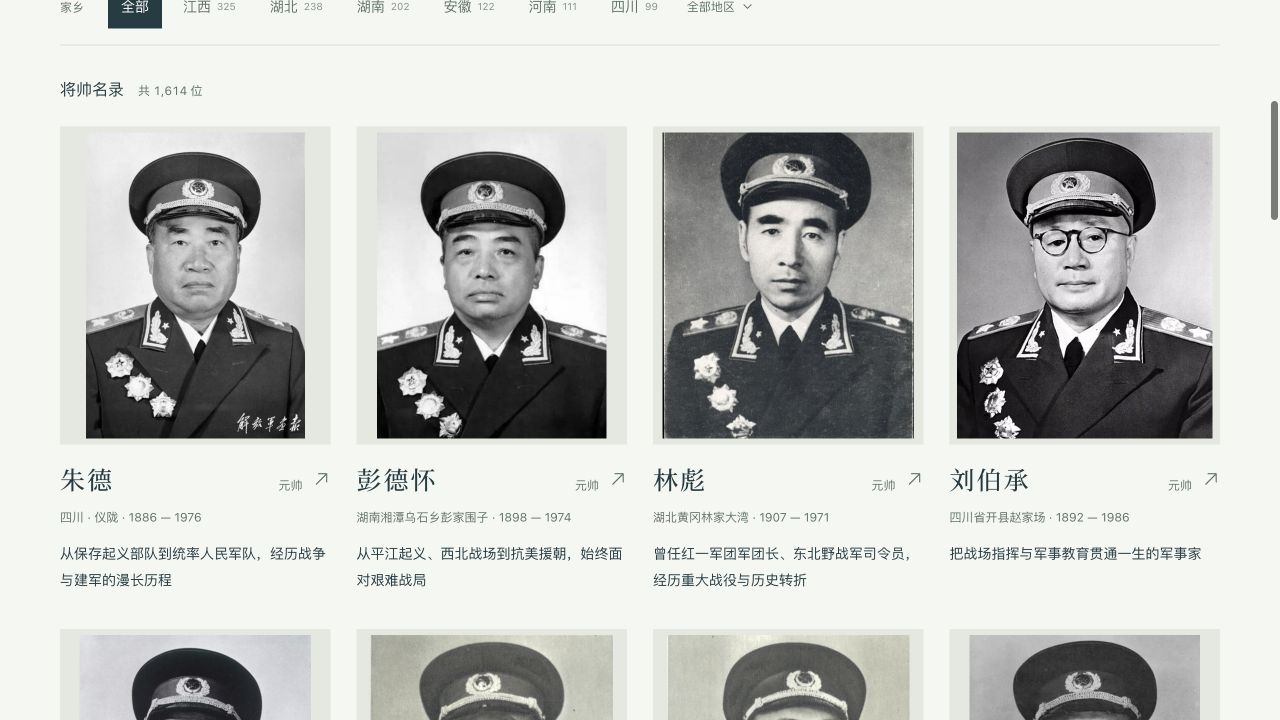 家乡 全部 江西 325 湖北 238 湖南 202 安徽 122 河南 111 四川 99 全部地区
将帅名录 共 1,614 位
解放军画报
朱德 元帅
四川 · 仪陇 · 1886 — 1976
从保存起义部队到统率人民军队，经历战争
与建军的漫长历程
彭德怀 元帅
湖南湘潭乌石乡彭家围子 · 1898 — 1974
从平江起义、西北战场到抗美援朝，始终面
对艰难战局
林彪 元帅
湖北黄冈林家大湾 · 1907 — 1971
曾任红一军团军团长、东北野战军司令员，
经历重大战役与历史转折
刘伯承 元帅
四川省开县赵家场 · 1892 — 1986
把战场指挥与军事教育贯通一生的军事家